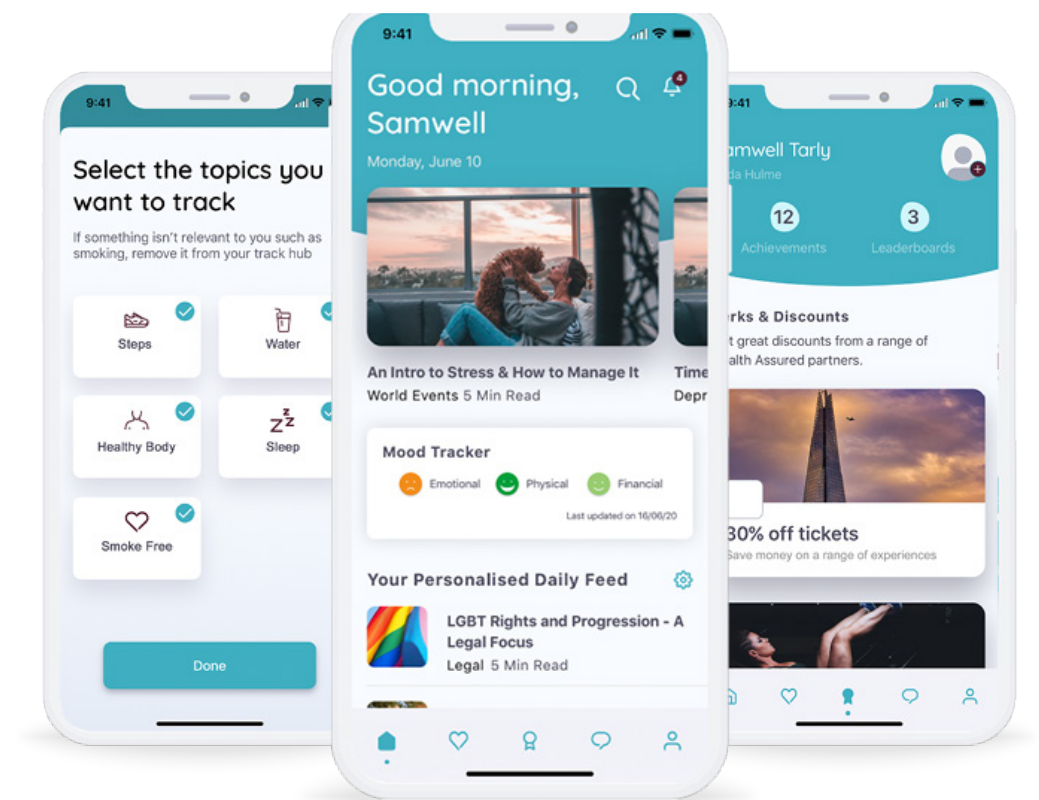 9:41
Select the topics you
want to track
If something isn't relevant to you such as
smoking, remove it from your track hub
Steps
Water
Healthy Body
Sleep
Smoke Free
Done
9:41
Good morning,
Samwell
4
Monday, June 10
An Intro to Stress & How to Manage It
World Events 5 Min Read
Time
Depr
Mood Tracker
Emotional
Physical
Financial
Last updated on 16/06/20
Your Personalised Daily Feed
LGBT Rights and Progression - A
Legal Focus
Legal 5 Min Read
9:41
amwell Tarly
da Hulme
12
Achievements
3
Leaderboards
rks & Discounts
t great discounts from a range of
alth Assured partners.
30% off tickets
Save money on a range of experiences